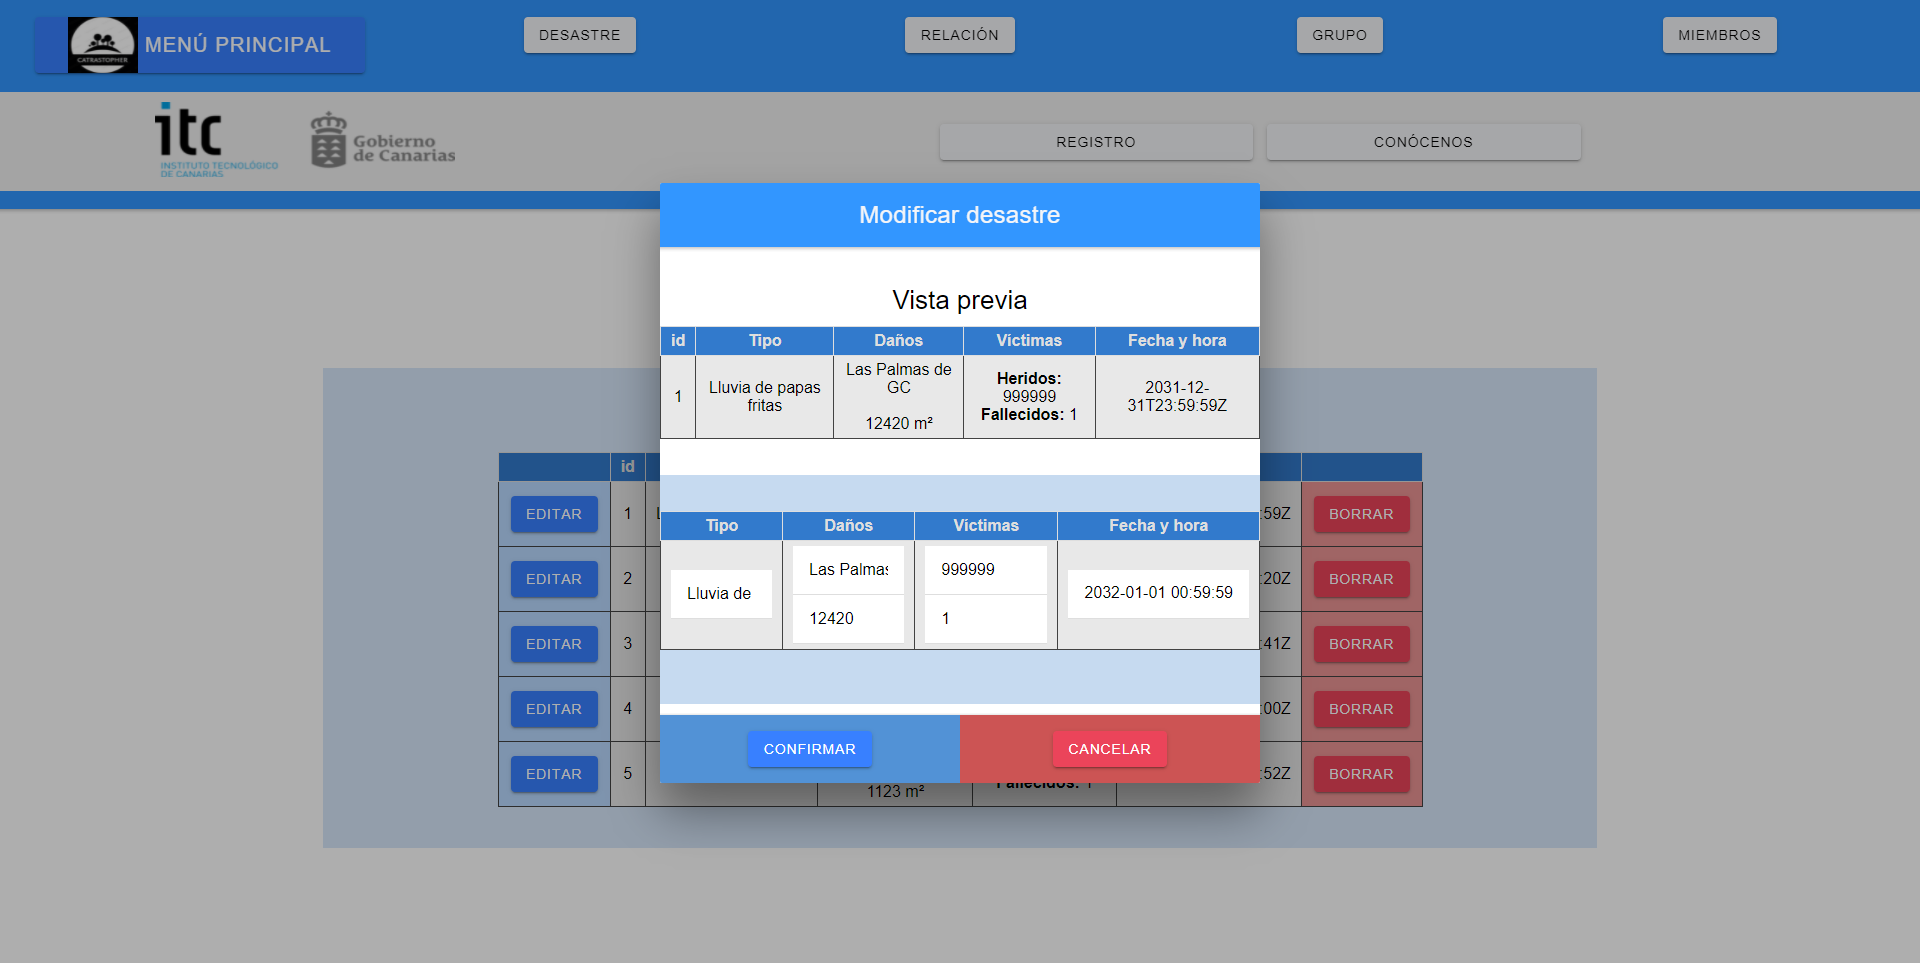 CATRASTOPHER
MENÚ PRINCIPAL
DESASTRE
RELACIÓN
GRUPO
MIEMBROS
itc
INSTITUTO TECNOLÓGICO
DE CANARIAS
Gobierno
de Canarias
REGISTRO
CONÓCENOS
Modificar desastre
Vista previa
id Tipo Daños Víctimas Fecha y hora
1
Lluvia de papas
fritas
Las Palmas de
GC
12420 m²
Heridos:
999999
Fallecidos: 1
2031-12-
31T23:59:59Z
Tipo Daños Víctimas Fecha y hora
Lluvia de
Las Palmas
12420
999999
1
2032-01-01 00:59:59
CONFIRMAR
CANCELAR
id
EDITAR 1 :59Z BORRAR
EDITAR 2 :20Z BORRAR
EDITAR 3 :41Z BORRAR
EDITAR 4 :00Z BORRAR
EDITAR 5 :52Z BORRAR
1123 m²
Fallecidos: 1